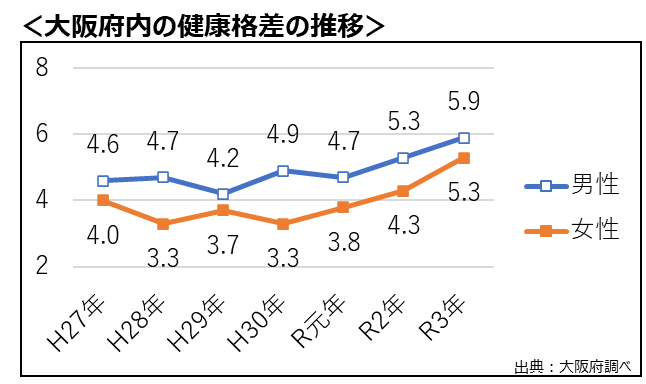 ＜大阪府内の健康格差の推移＞
8
6
4
2
4.6
4.7
4.2
4.9
4.7
5.3
5.9
4.0
3.3
3.7
3.3
3.8
4.3
5.3
男性
女性
H27年
H28年
H29年
H30年
R元年
R2年
R3年
出典：大阪府調べ